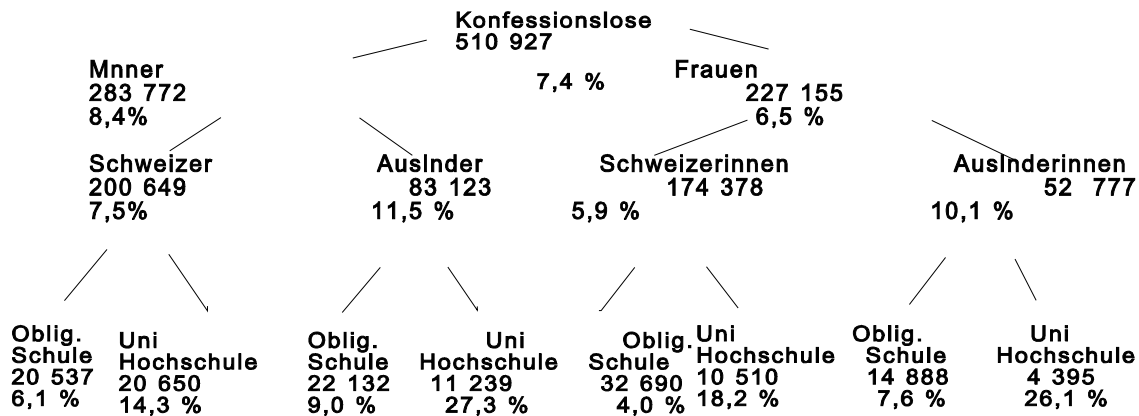 Konfessionslose
510 927
7,4 %
Mnner
283 772
8,4%
Frauen
227 155
6,5 %
Schweizer
200 649
7,5%
Auslnder
83 123
11,5 %
Schweizerinnen
174 378
5,9 %
Auslnderinnen
52 777
10,1 %
Oblig.
Schule
20 537
6,1 %
Uni
Hochschule
20 650
14,3 %
Oblig.
Schule
22 132
9,0 %
Uni
Hochschule
11 239
27,3 %
Oblig.
Schule
32 690
4,0 %
Uni
Hochschule
10 510
18,2 %
Oblig.
Schule
14 888
7,6 %
Uni
Hochschule
4 395
26,1 %